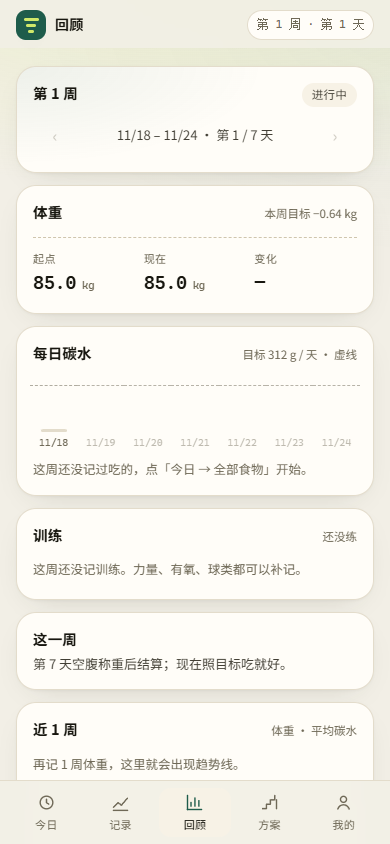 回顾
第 1 周 · 第 1 天
第 1 周
进行中
‹ 11/18 – 11/24 · 第 1 / 7 天 ›
体重
本周目标 −0.64 kg
起点 现在 变化
85.0 kg 85.0 kg —
每日碳水
目标 312 g / 天 · 虚线
11/18 11/19 11/20 11/21 11/22 11/23 11/24
这周还没记过吃的，点「今日 → 全部食物」开始。
训练
还没练
这周还没记训练。力量、有氧、球类都可以补记。
这一周
第 7 天空腹称重后结算；现在照目标吃就好。
近 1 周
体重 · 平均碳水
再记 1 周体重，这里就会出现趋势线。
今日 记录 回顾 方案 我的